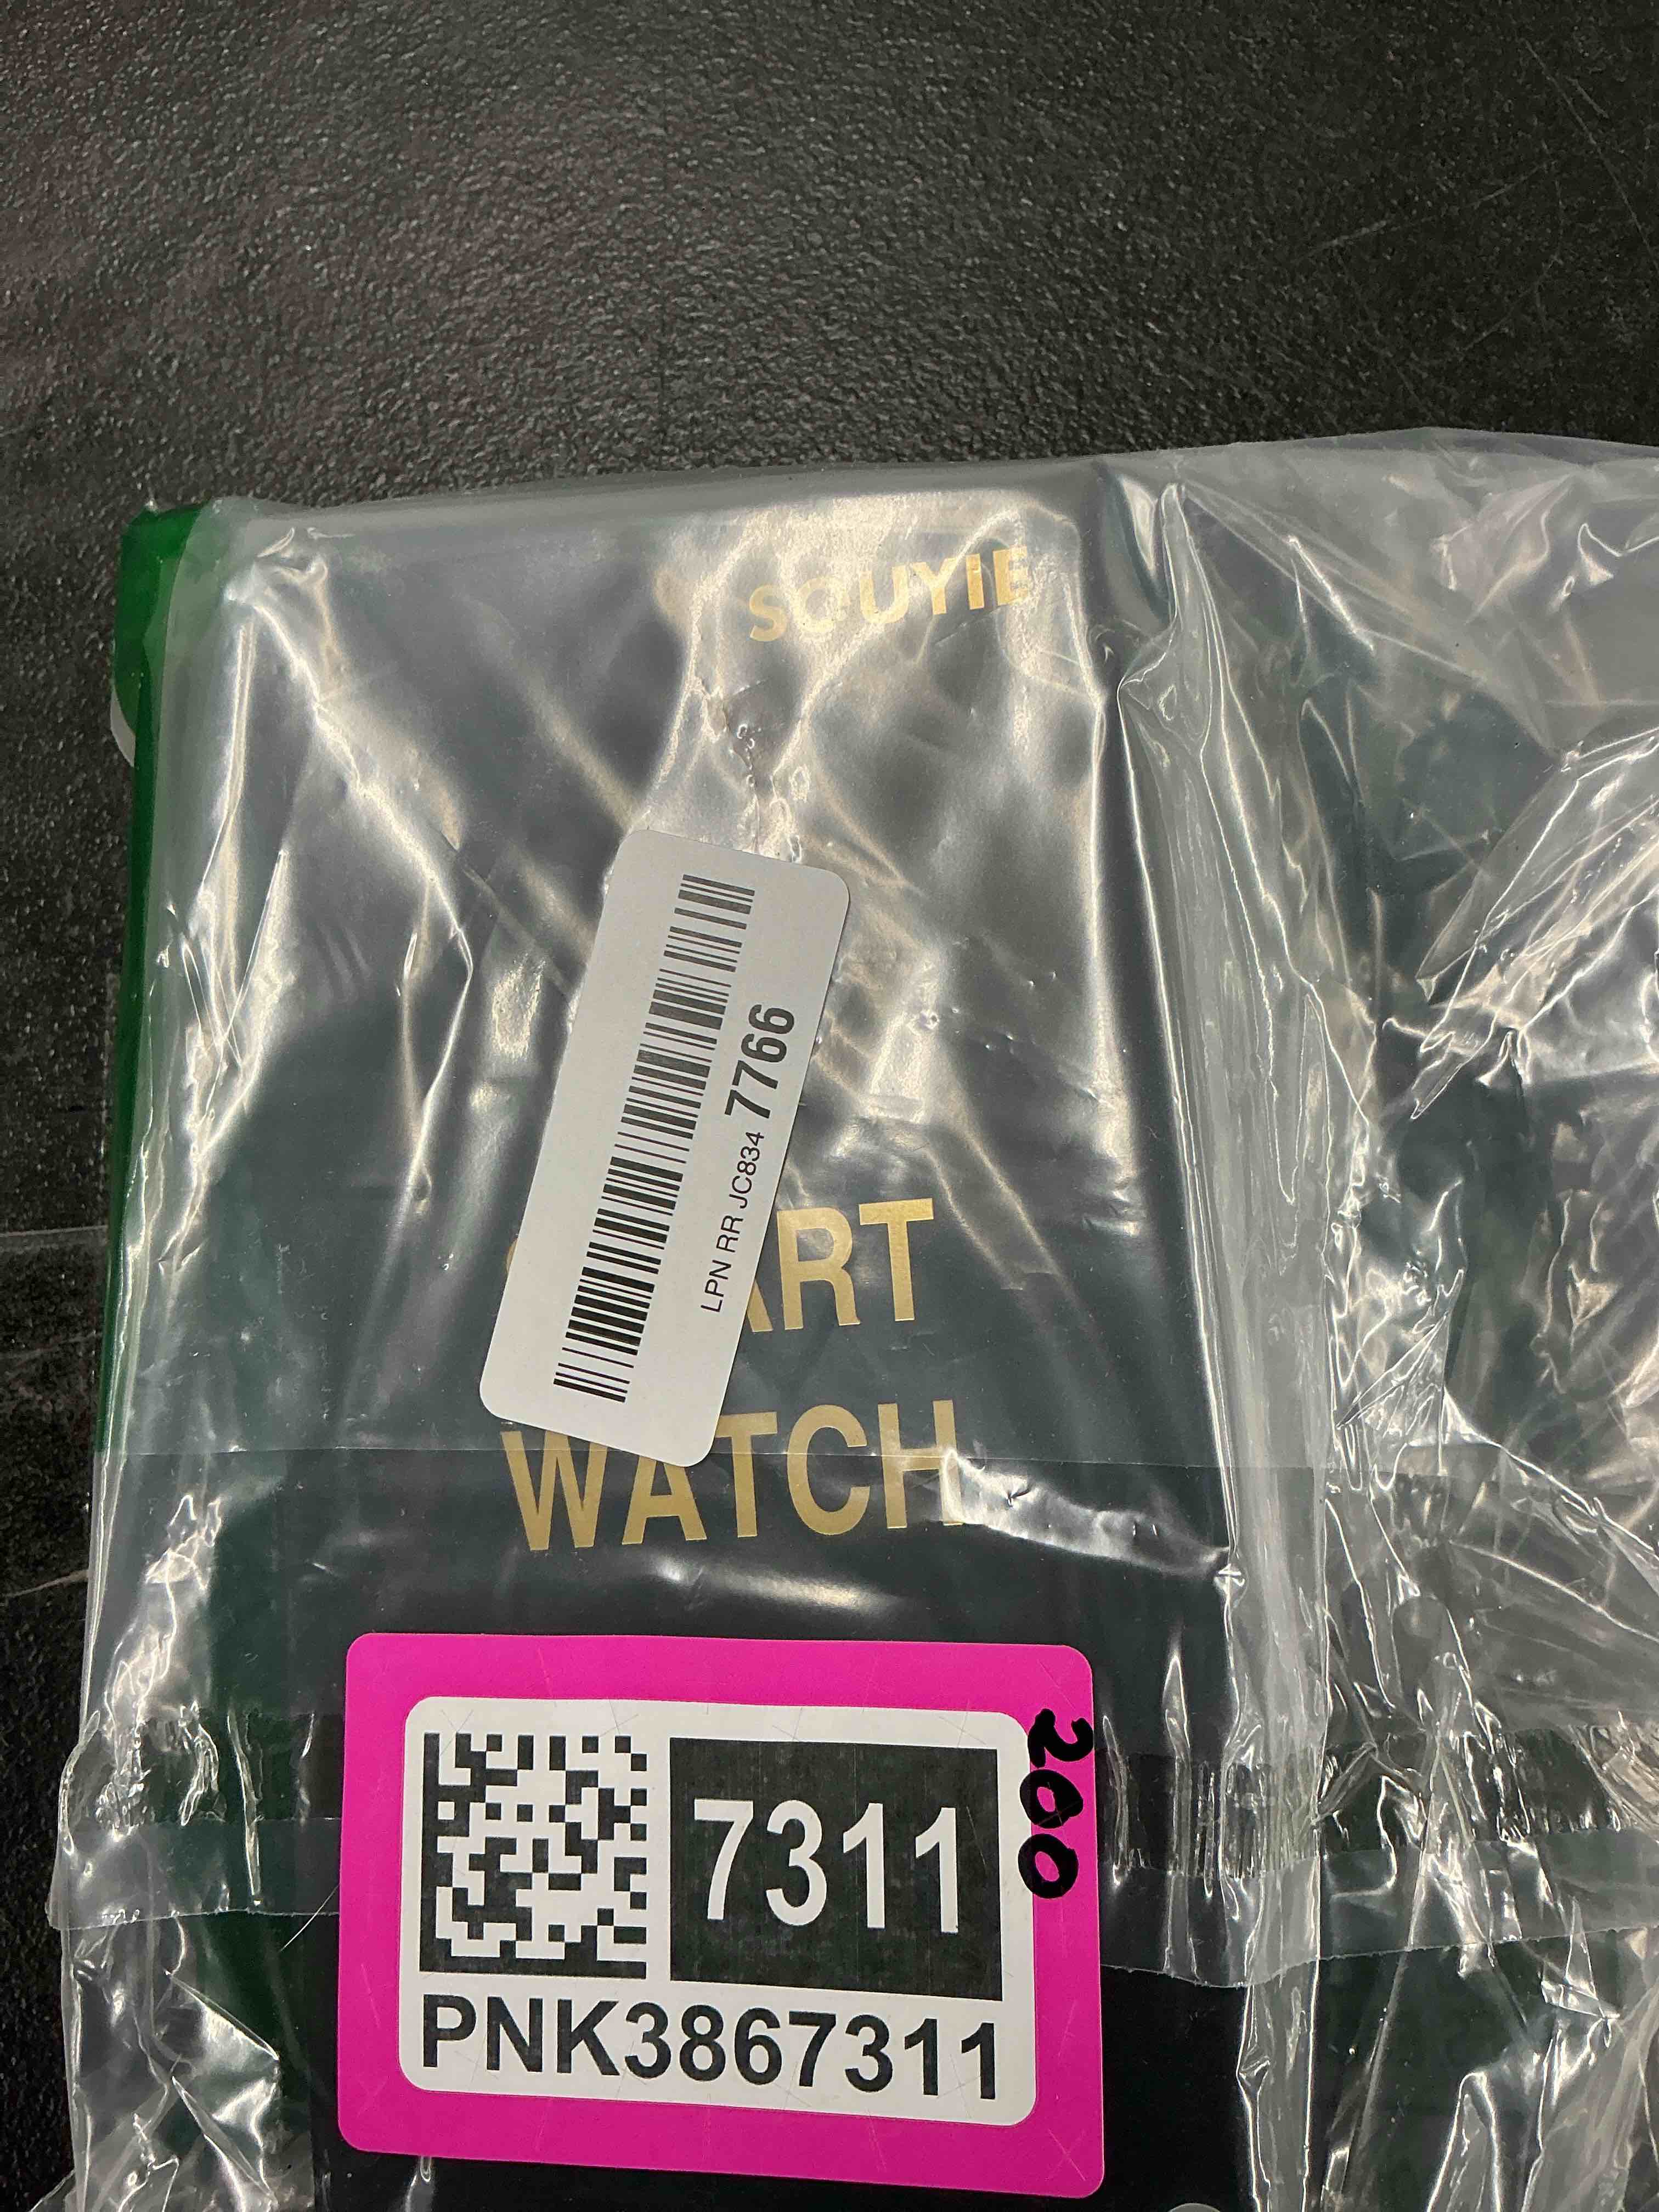 SOUYIE
LPN RR JC834 7766
ART
WATCH
7311
200
PNK3867311